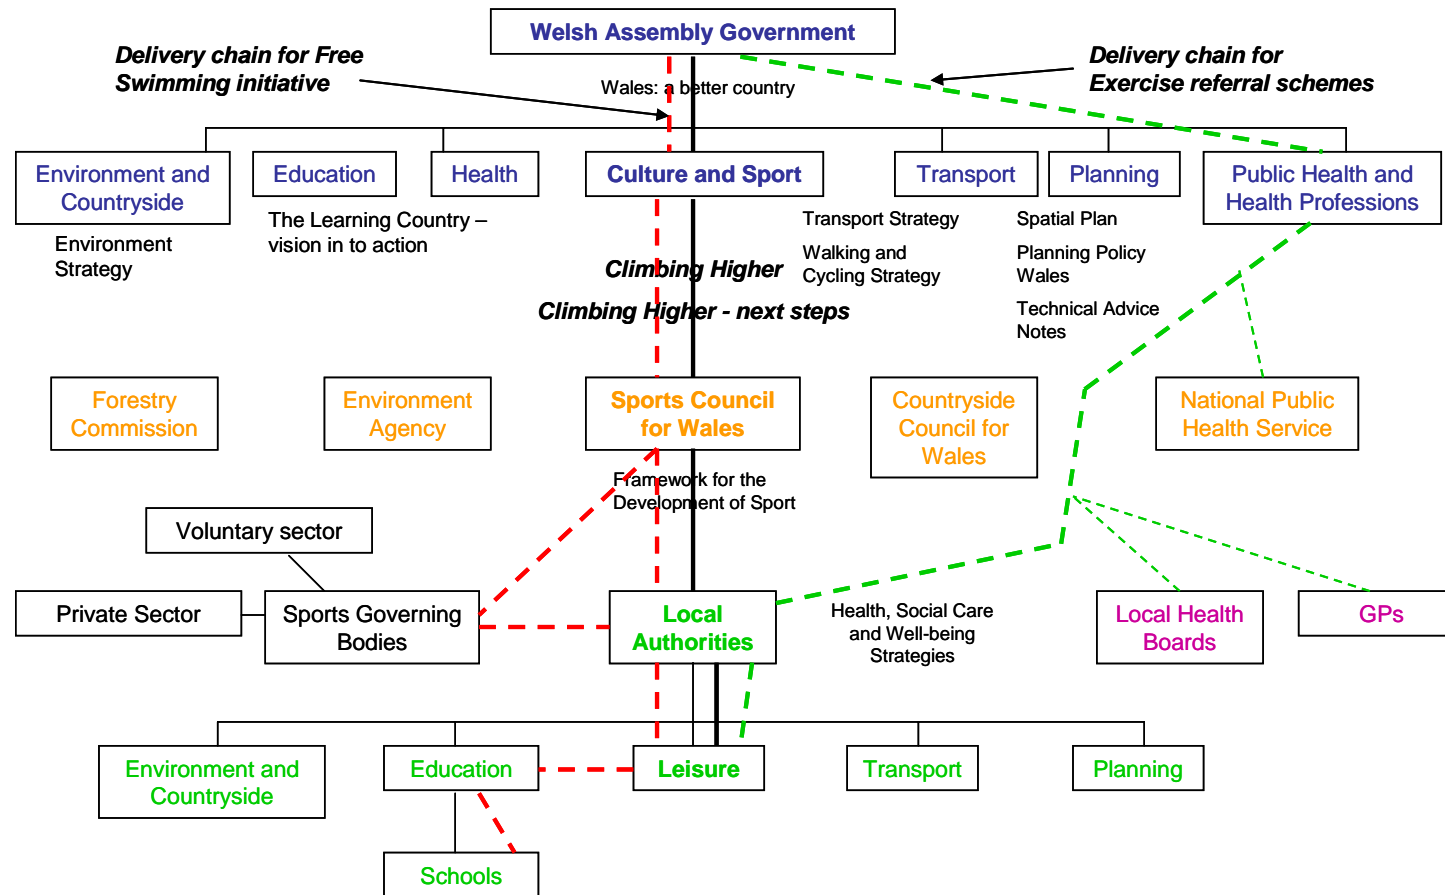 Welsh Assembly Government
Delivery chain for Free
Swimming initiative
Delivery chain for
Exercise referral schemes
Wales: a better country
Environment and
Countryside
Education
Health
Culture and Sport
Transport
Planning
Public Health and
Health Professions
Environment
Strategy
The Learning Country –
vision in to action
Transport Strategy
Walking and
Cycling Strategy
Spatial Plan
Planning Policy
Wales
Technical Advice
Notes
Climbing Higher
Climbing Higher - next steps
Forestry
Commission
Environment
Agency
Sports Council
for Wales
Countryside
Council for
Wales
National Public
Health Service
Framework for the
Development of Sport
Voluntary sector
Private Sector
Sports Governing
Bodies
Local
Authorities
Health, Social Care
and Well-being
Strategies
Local Health
Boards
GPs
Environment and
Countryside
Education
Leisure
Transport
Planning
Schools